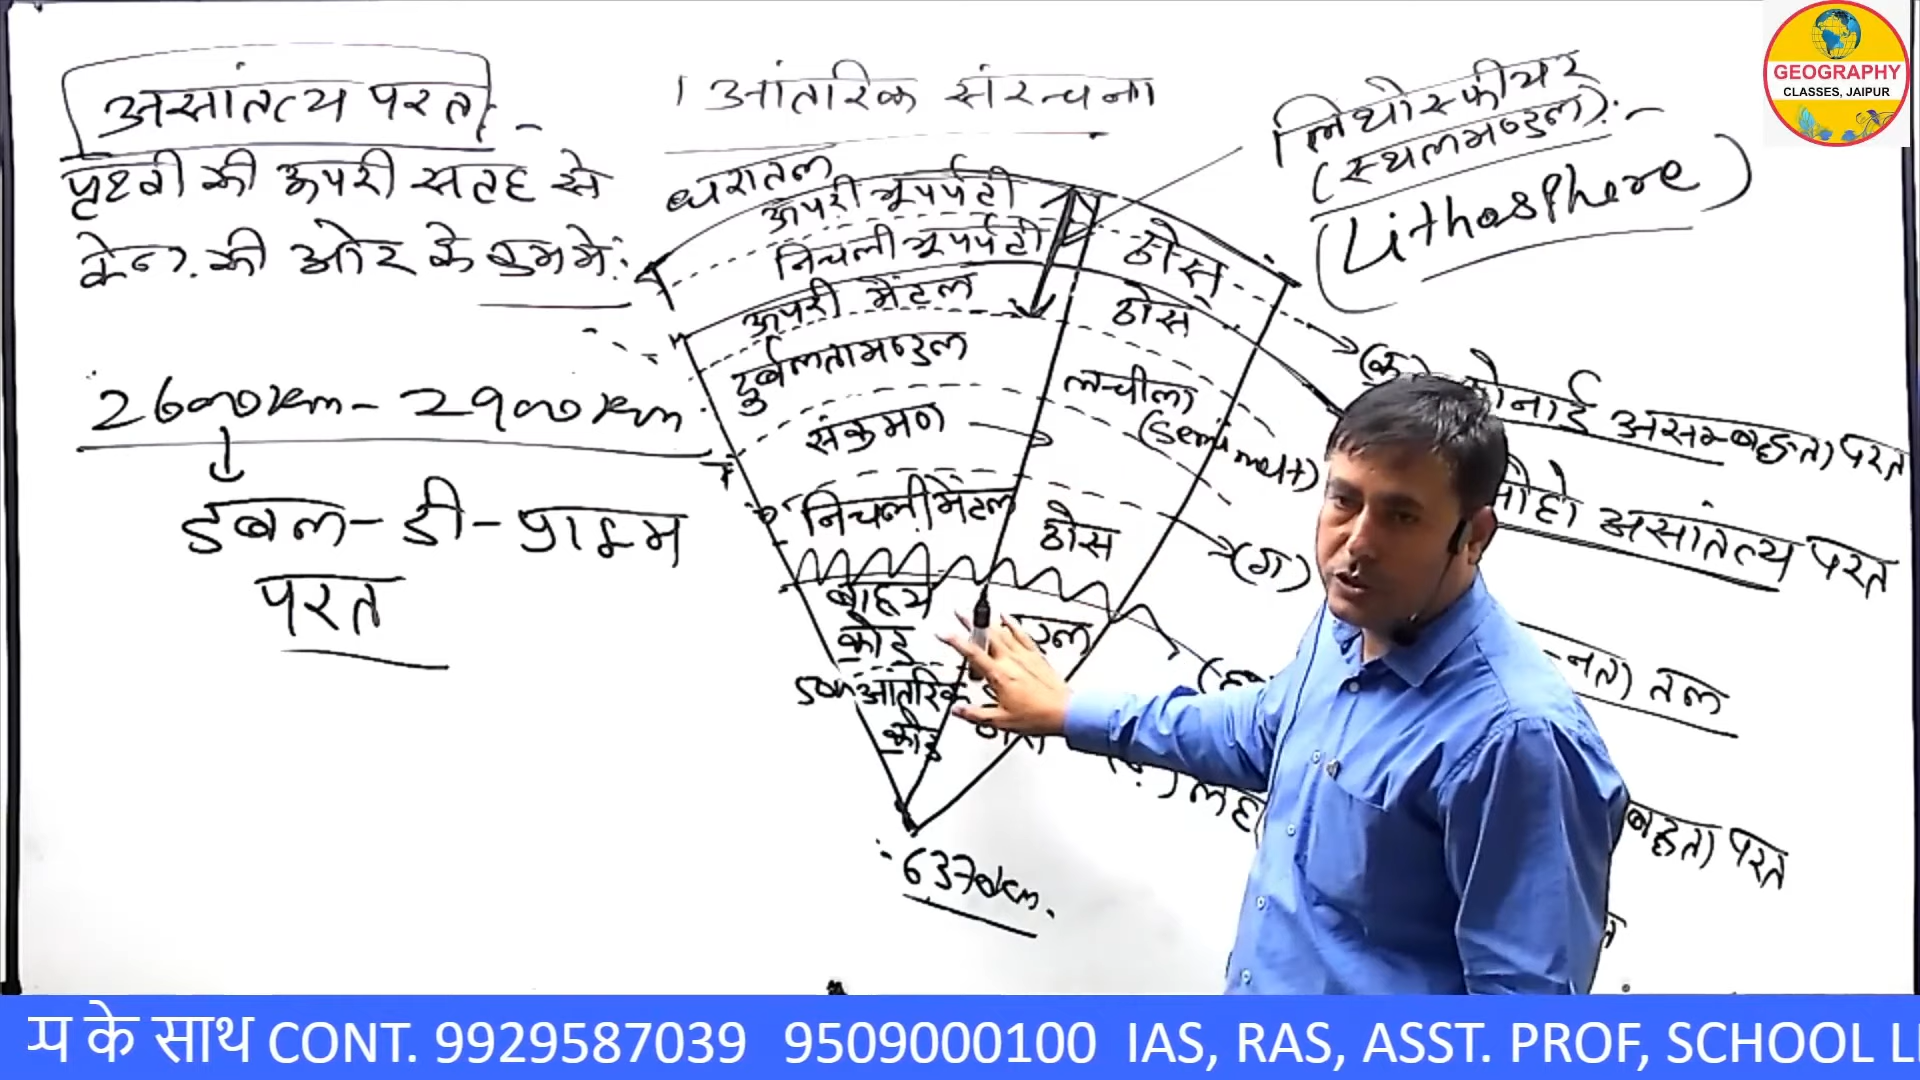 असांतत्य परत
पृथ्वी की ऊपरी सतह से
की ओर के क्रम में:
2600km - 2900km
डबल - डी - प्राइम
परत
आंतरिक संरचना
धरातल
ऊपरी भूपर्पटी
निचली भूपर्पटी
ऊपरी मैंटल
दुर्बलतामण्डल
संक्रमण
निचली मैंटल
बाह्य
कोड़
आंतरिक
कोड़
6370km.
ठोस
ठोस
लचीला
(Semi melt)
ठोस
लिथोस्फीयर
(स्थलमण्डल):-
(Lithosphere)
असम्बद्धता परत
असांतत्य परत
(ग)
तल
परत
GEOGRAPHY
CLASSES, JAIPUR
के साथ CONT. 9929587039 9509000100 IAS, RAS, ASST. PROF, SCHOOL